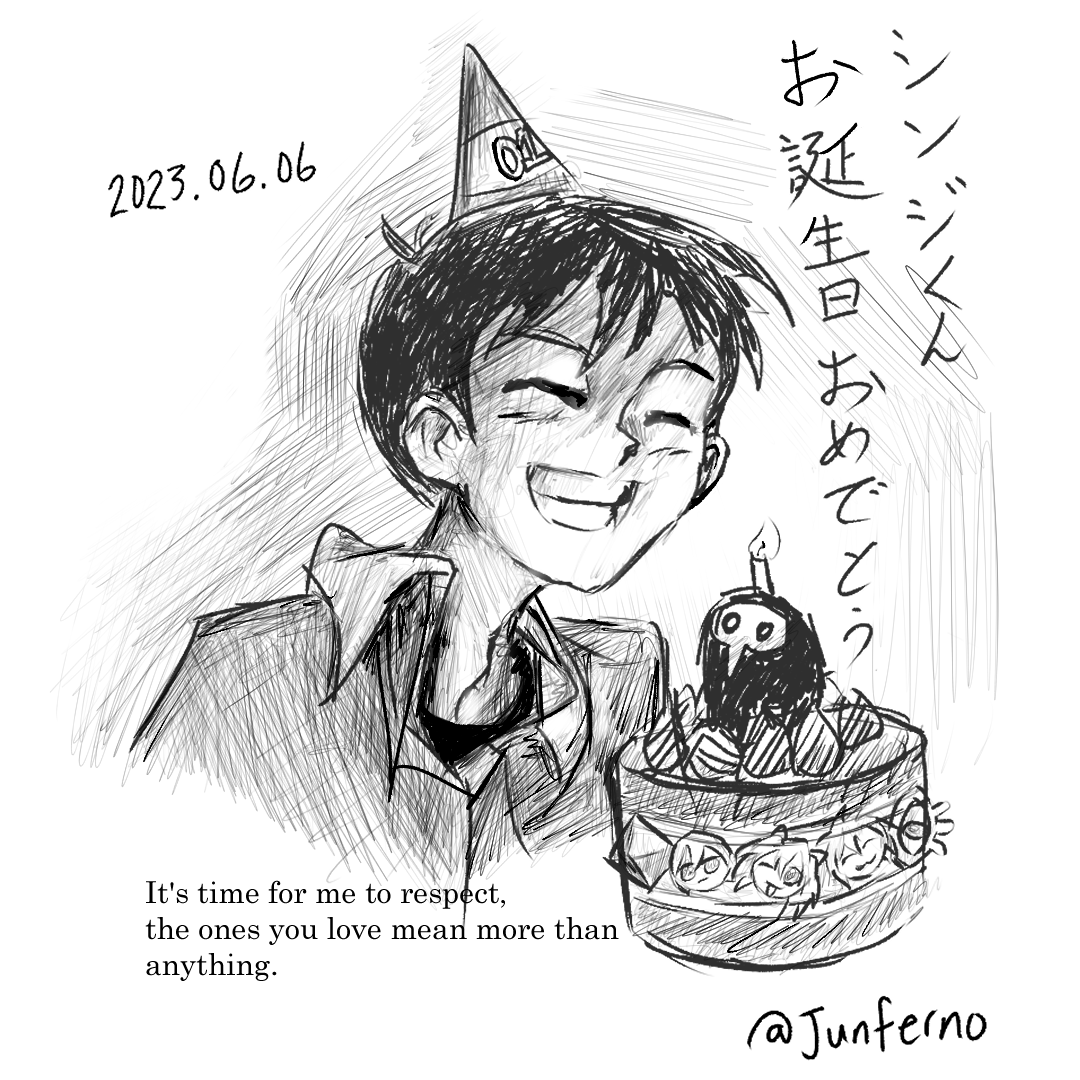 2023.06.06
シンジくん
お誕生日おめでとう
01
It's time for me to respect,
the ones you love mean more than
anything.
@Junferno